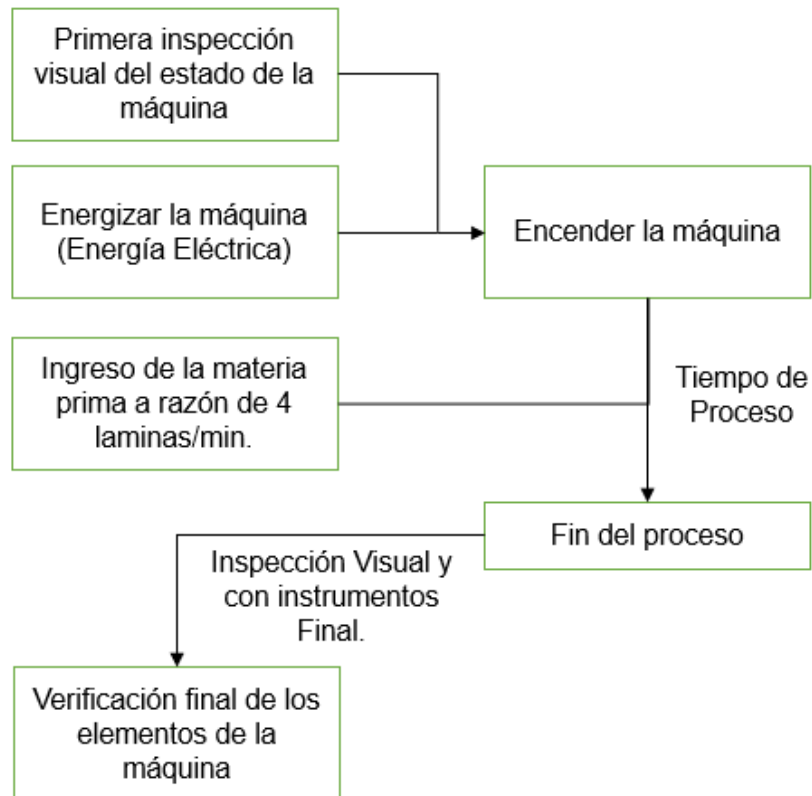 Primera inspección
visual del estado de la
máquina
Energizar la máquina
(Energía Eléctrica)
Encender la máquina
Ingreso de la materia
prima a razón de 4
laminas/min.
Tiempo de
Proceso
Fin del proceso
Inspección Visual y
con instrumentos
Final.
Verificación final de los
elementos de la
máquina